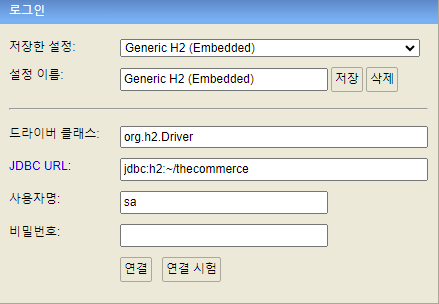 로그인
저장한 설정: Generic H2 (Embedded)
설정 이름: Generic H2 (Embedded) 저장 삭제
드라이버 클래스: org.h2.Driver
JDBC URL: jdbc:h2:~/thecommerce
사용자명: sa
비밀번호:
연결 연결 시험